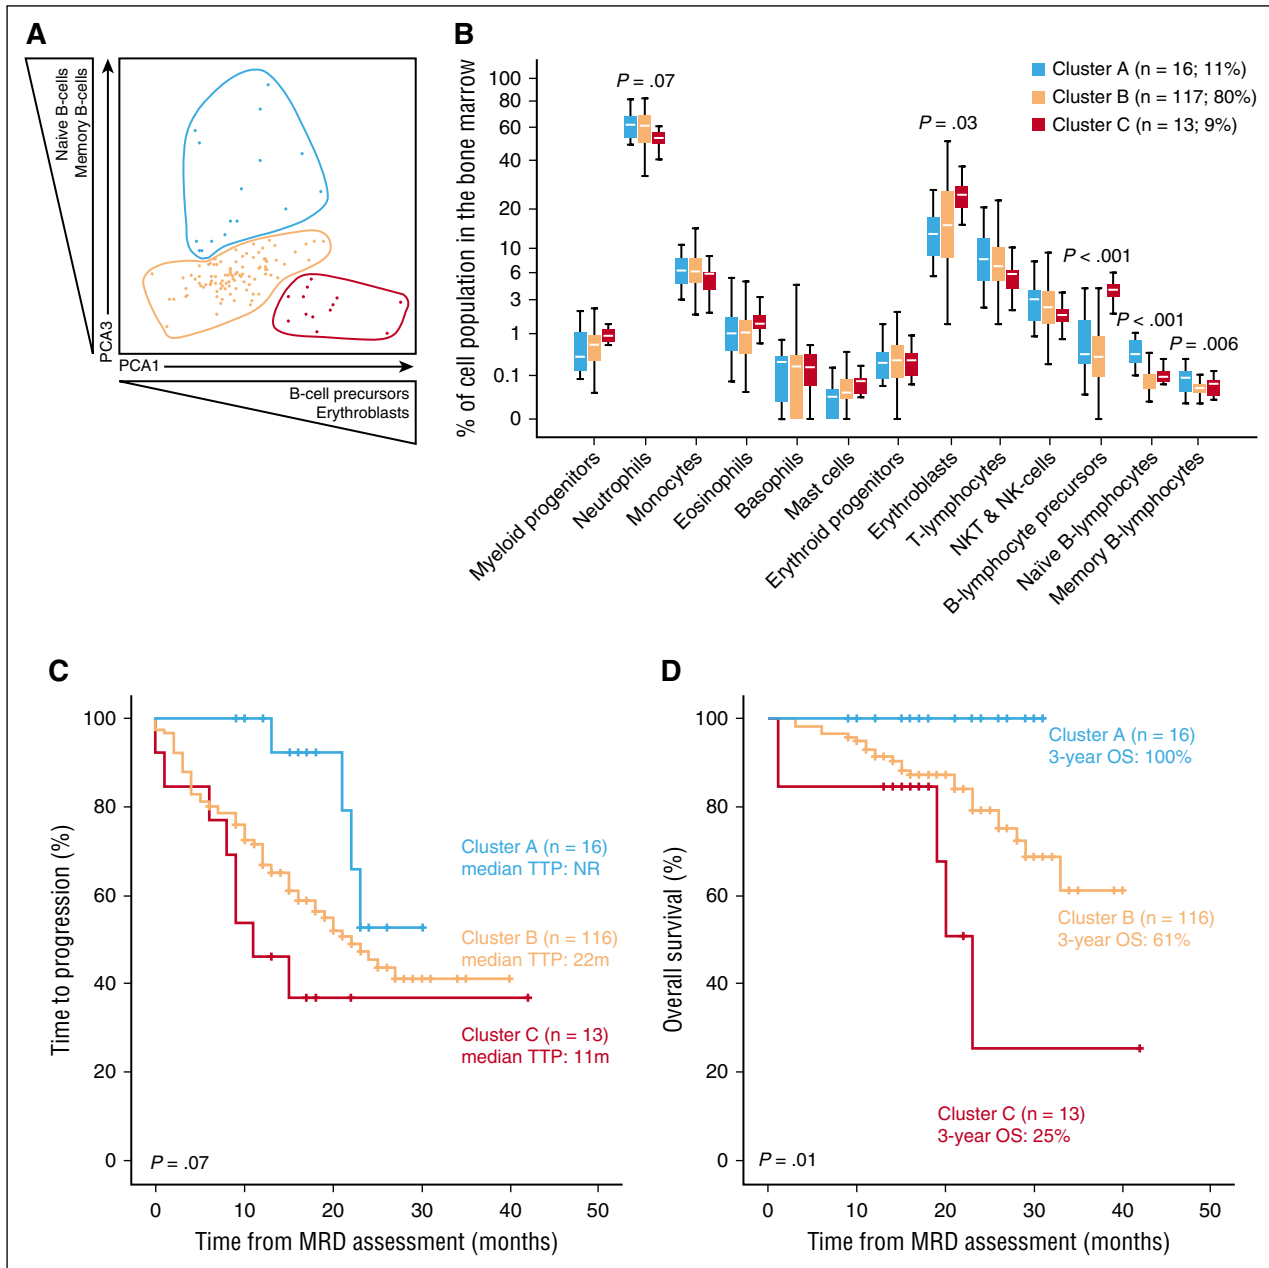 A
Naïve B-cells
Memory B-cells
PCA3
PCA1
B-cell precursors
Erythroblasts
B
% of cell population in the bone marrow
100
80
60
40
20
10
6
3
1
0.1
0
P = .07
P = .03
P < .001
P < .001
P = .006
Cluster A (n = 16; 11%)
Cluster B (n = 117; 80%)
Cluster C (n = 13; 9%)
Myeloid progenitors
Neutrophils
Monocytes
Eosinophils
Basophils
Mast cells
Erythroid progenitors
Erythroblasts
T-lymphocytes
NKT & NK-cells
B-lymphocyte precursors
Naïve B-lymphocytes
Memory B-lymphocytes
C
Time to progression (%)
100
80
60
40
20
0
Cluster A (n = 16)
median TTP: NR
Cluster B (n = 116)
median TTP: 22m
Cluster C (n = 13)
median TTP: 11m
P = .07
0 10 20 30 40 50
Time from MRD assessment (months)
D
Overall survival (%)
100
80
60
40
20
0
Cluster A (n = 16)
3-year OS: 100%
Cluster B (n = 116)
3-year OS: 61%
Cluster C (n = 13)
3-year OS: 25%
P = .01
0 10 20 30 40 50
Time from MRD assessment (months)